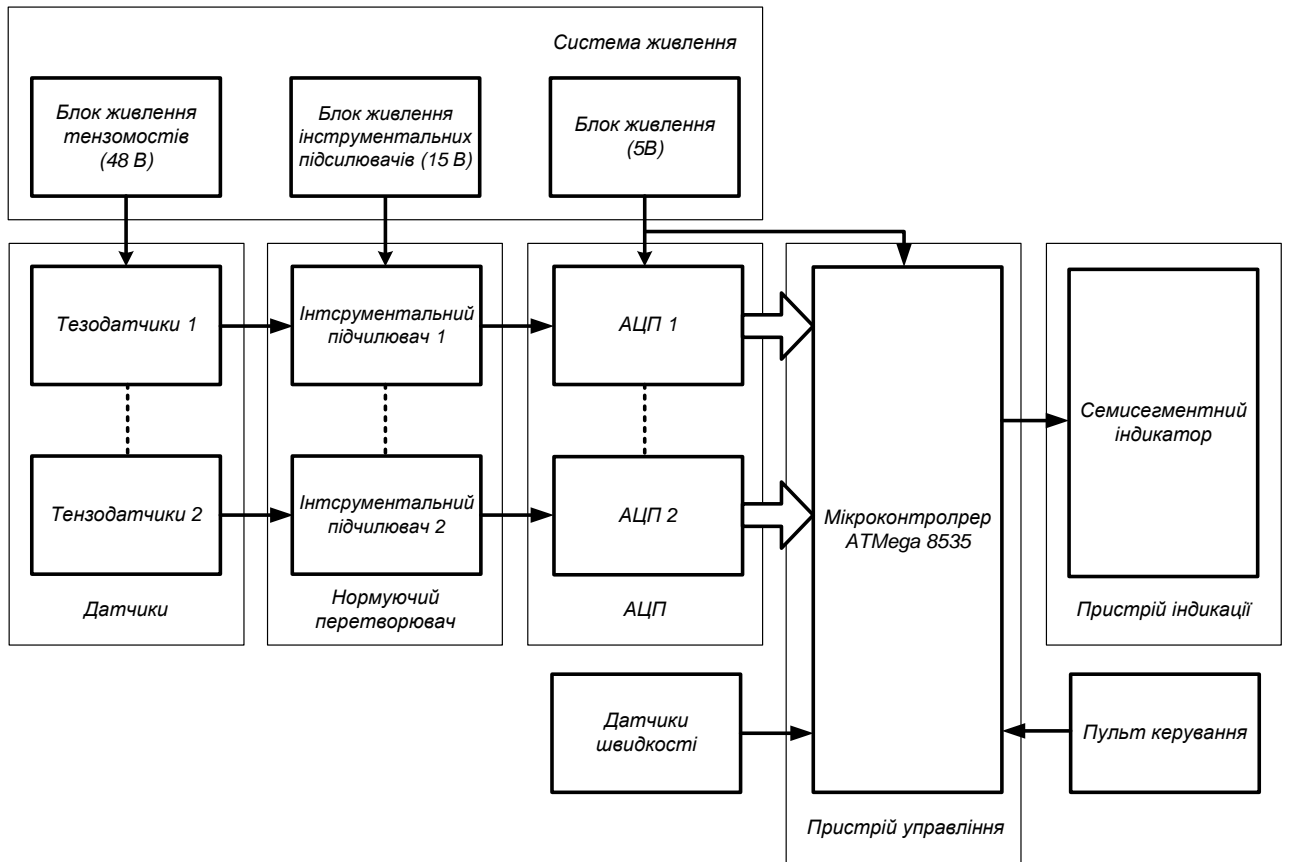 Система живлення
Блок живлення
тензомостів
(48 В)
Блок живлення
інструментальних
підсилювачів (15 В)
Блок живлення
(5В)
Тезодатчики 1
Інтсрументальний
підчилювач 1
АЦП 1
Семисегментний
індикатор
Тензодатчики 2
Інтсрументальний
підчилювач 2
АЦП 2
Мікроконтролрер
ATMega 8535
Датчики
Нормуючий
перетворювач
АЦП
Пристрій індикації
Датчики
швидкості
Пульт керування
Пристрій управління